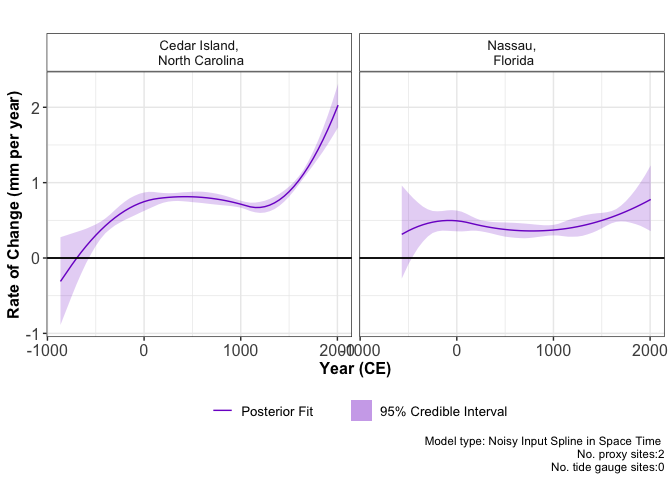 Cedar Island,
North Carolina
Nassau,
Florida
Rate of Change (mm per year)
2
1
0
-1
-1000 0 1000 2000
-1000 0 1000 2000
Year (CE)
Posterior Fit 95% Credible Interval
Model type: Noisy Input Spline in Space Time
No. proxy sites:2
No. tide gauge sites:0